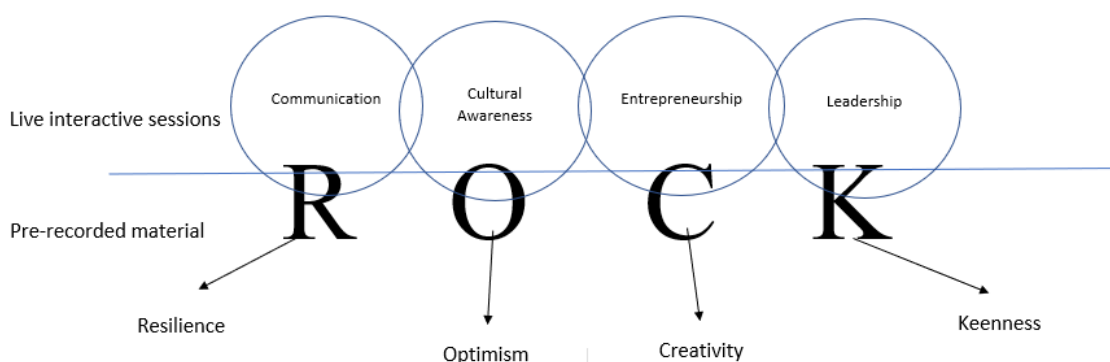 Communication
Cultural
Awareness
Entrepreneurship
Leadership
Live interactive sessions
R O C K
Pre-recorded material
Resilience
Optimism
Creativity
Keenness